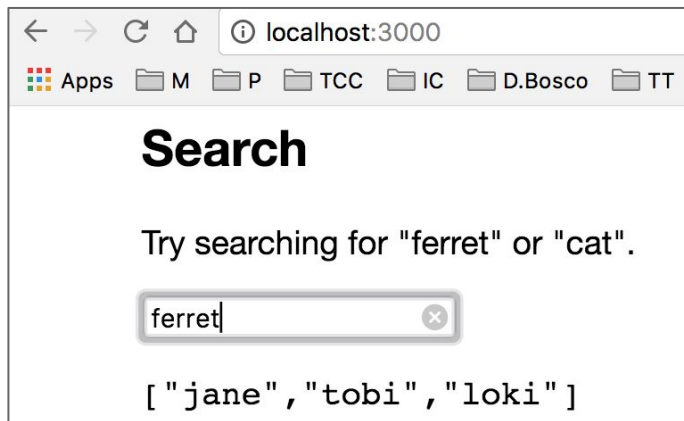 localhost:3000
Apps M P TCC IC D.Bosco TT
Search
Try searching for "ferret" or "cat".
ferret
["jane","tobi","loki"]